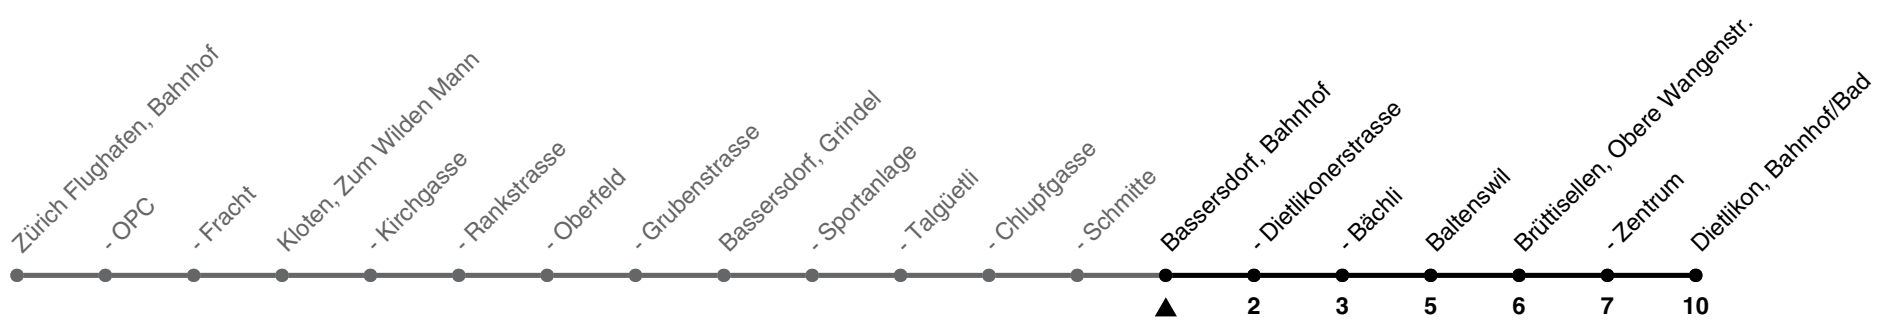 Zürich Flughafen, Bahnhof
- OPC
- Fracht
Kloten, Zum Wilden Mann
- Kirchgasse
- Rankstrasse
- Oberfeld
- Grubenstrasse
Bassersdorf, Grindel
- Sportanlage
- Talgüetli
- Chlupfgasse
- Schmitte
Bassersdorf, Bahnhof
- Dietlikonerstrasse
- Bächli
Baltenswil
Brüttisellen, Obere Wangenstr.
- Zentrum
Dietlikon, Bahnhof/Bad
2 3 5 6 7 10